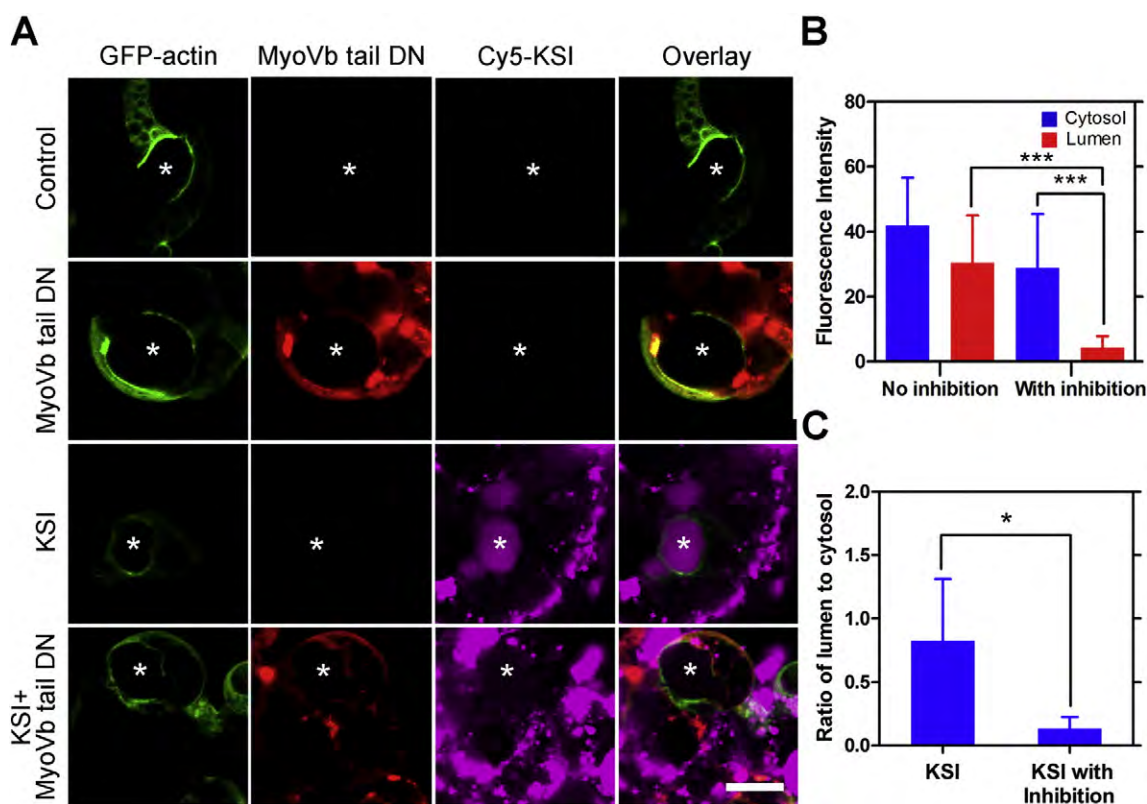 A
GFP-actin MyoVb tail DN Cy5-KSI Overlay
Control
* * * *
MyoVb tail DN
* * * *
KSI
* * * *
KSI+
MyoVb tail DN
* * * *
B
Fluorescence Intensity
80
60
40
20
0
Cytosol
Lumen
***
***
No inhibition With inhibition
C
Ratio of lumen to cytosol
2.0
1.5
1.0
0.5
0.0
*
KSI KSI with
Inhibition